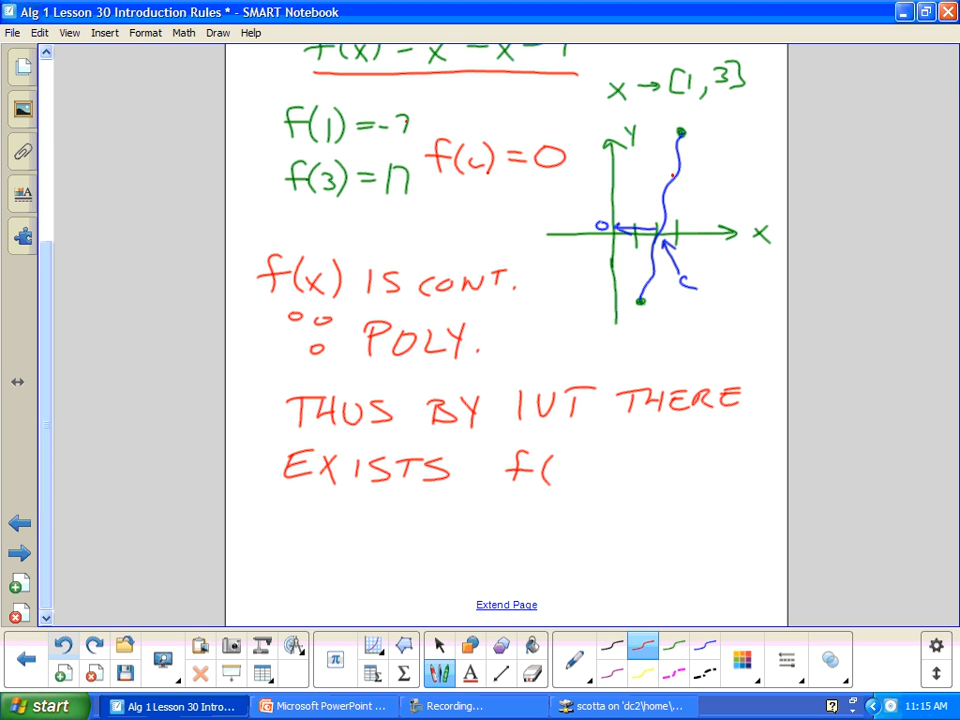 Alg 1 Lesson 30 Introduction Rules * - SMART Notebook
File Edit View Insert Format Math Draw Help
x → [1, 3]
f(1) = -?
f(c) = 0
f(3) = 17
Y
0
X
c
f(x) IS CONT.
∵ POLY.
THUS BY IVT THERE
EXISTS f(
Extend Page
start
Alg 1 Lesson 30 Intro...
Microsoft PowerPoint ...
Recording...
scotta on 'dc2\home\...
11:15 AM